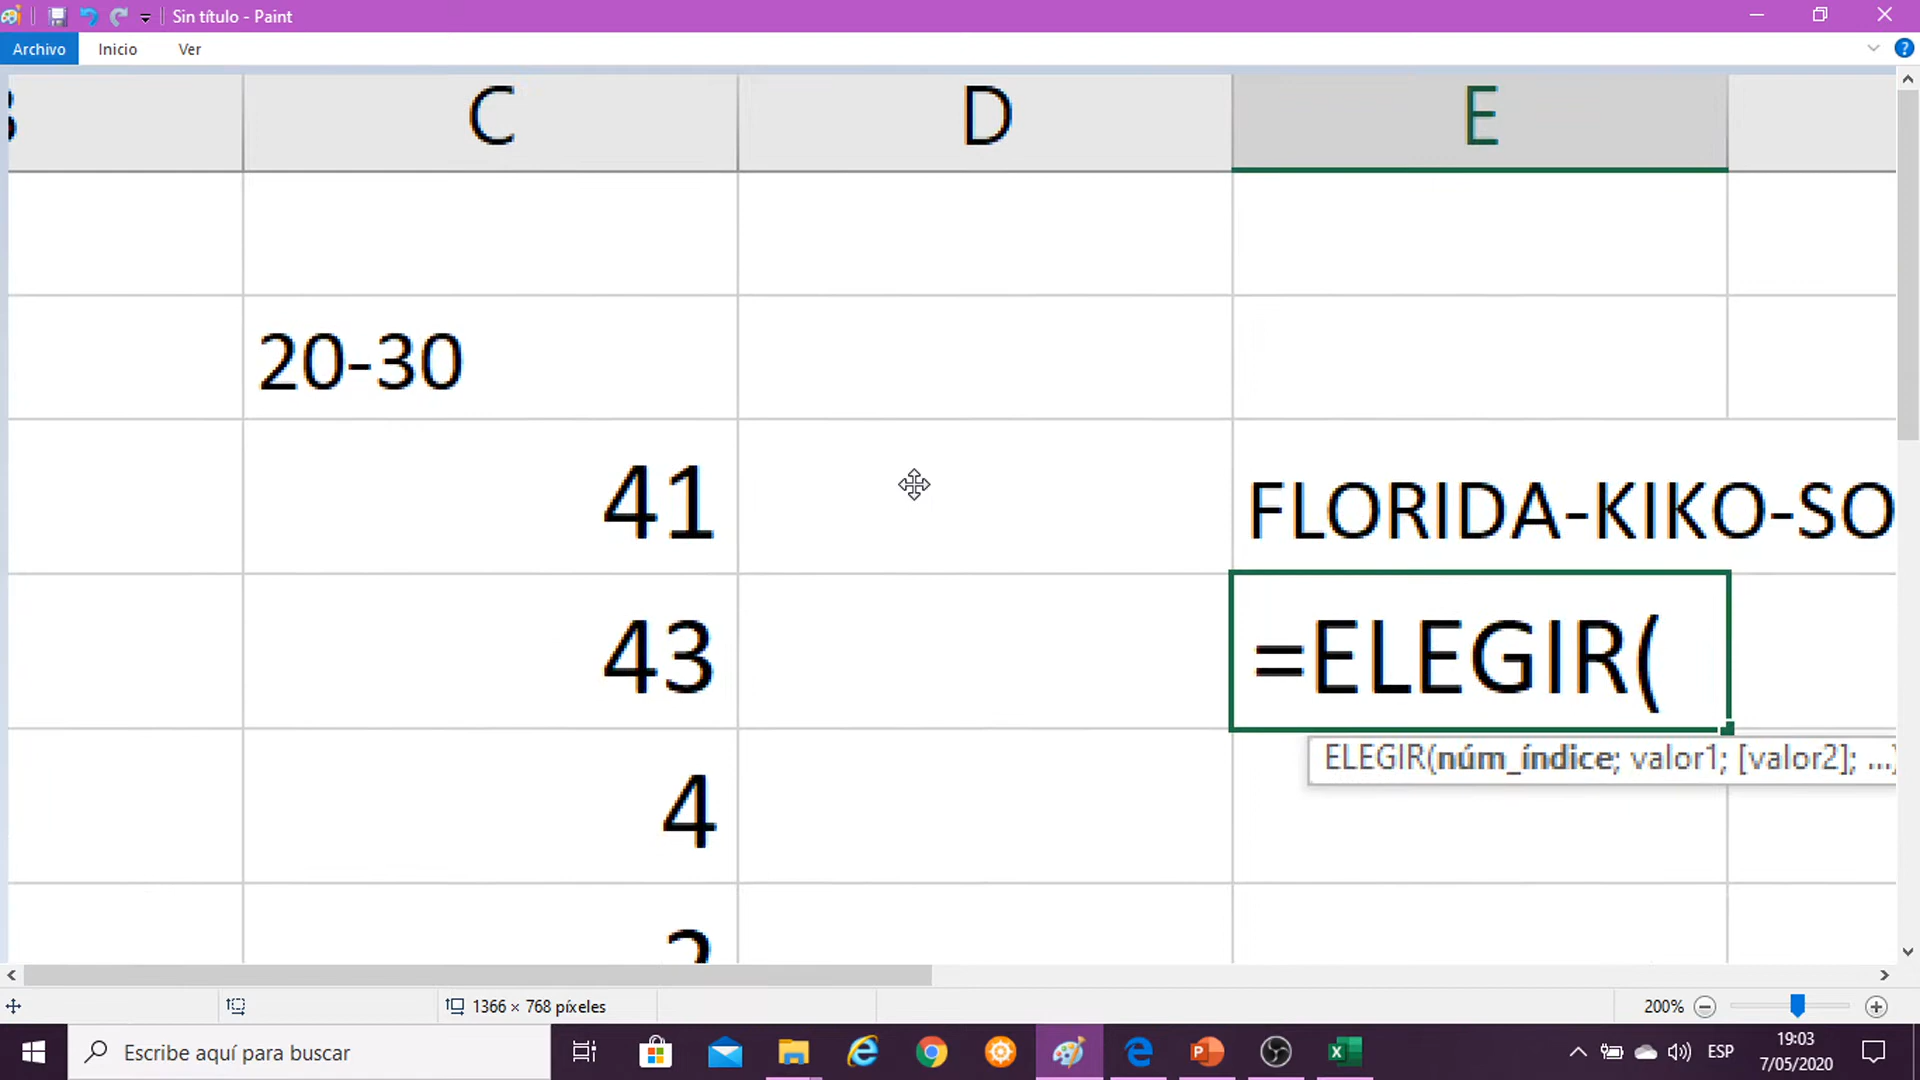 Sin título - Paint
Archivo Inicio Ver
C D E
20-30
41 FLORIDA-KIKO-SO
43 =ELEGIR(
ELEGIR(núm_índice; valor1; [valor2]; ...)
4
1366 × 768 píxeles 200%
Escribe aquí para buscar
ESP
19:03
7/05/2020